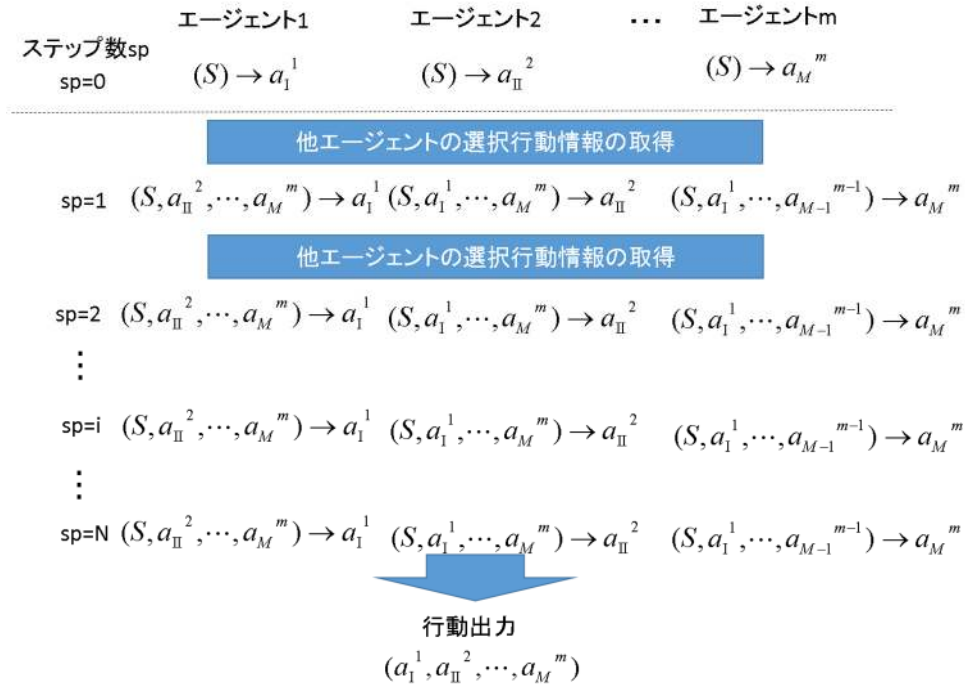 エージェント1 エージェント2 … エージェントm
ステップ数sp
sp=0 (S) → a_I^1 (S) → a_II^2 (S) → a_M^m
他エージェントの選択行動情報の取得
sp=1 (S, a_II^2, ⋯, a_M^m) → a_I^1 (S, a_I^1, ⋯, a_M^m) → a_II^2 (S, a_I^1, ⋯, a_{M-1}^{m-1}) → a_M^m
他エージェントの選択行動情報の取得
sp=2 (S, a_II^2, ⋯, a_M^m) → a_I^1 (S, a_I^1, ⋯, a_M^m) → a_II^2 (S, a_I^1, ⋯, a_{M-1}^{m-1}) → a_M^m
⋮
sp=i (S, a_II^2, ⋯, a_M^m) → a_I^1 (S, a_I^1, ⋯, a_M^m) → a_II^2 (S, a_I^1, ⋯, a_{M-1}^{m-1}) → a_M^m
⋮
sp=N (S, a_II^2, ⋯, a_M^m) → a_I^1 (S, a_I^1, ⋯, a_M^m) → a_II^2 (S, a_I^1, ⋯, a_{M-1}^{m-1}) → a_M^m
行動出力
(a_I^1, a_II^2, ⋯, a_M^m)